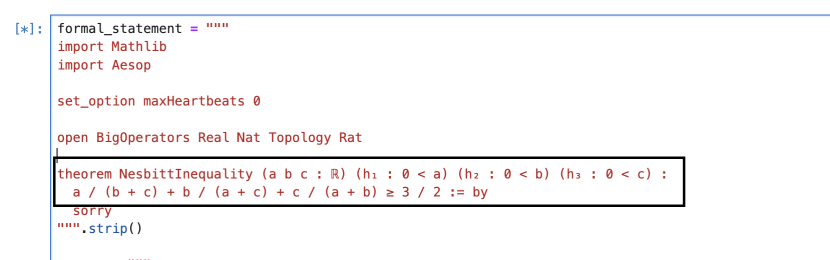 [*]: formal_statement = """
import Mathlib
import Aesop
set_option maxHeartbeats 0
open BigOperators Real Nat Topology Rat
theorem NesbittInequality (a b c : ℝ) (h₁ : 0 < a) (h₂ : 0 < b) (h₃ : 0 < c) :
  a / (b + c) + b / (a + c) + c / (a + b) ≥ 3 / 2 := by
  sorry
""".strip()